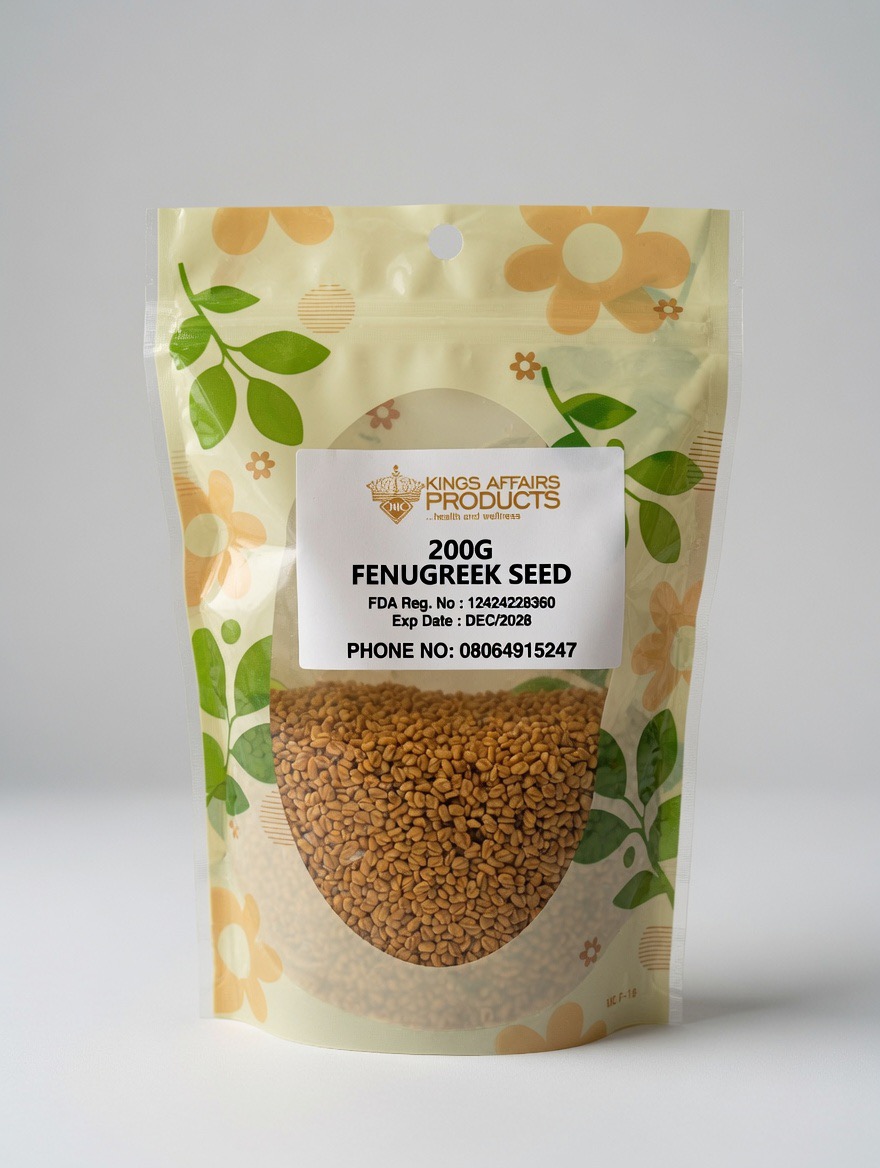 KINGS AFFAIRS
PRODUCTS
...health and wellness
200G
FENUGREEK SEED
FDA Reg. No : 12424228360
Exp Date : DEC/2028
PHONE NO: 08064915247